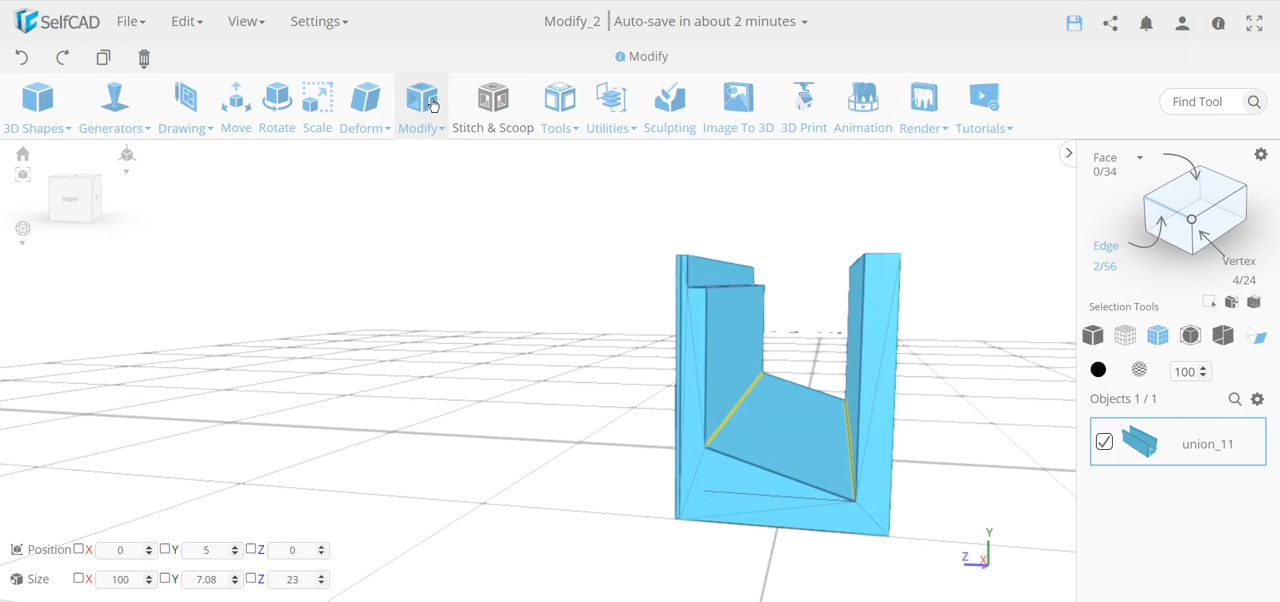 SelfCAD File Edit View Settings Modify_2 Auto-save in about 2 minutes
Modify
3D Shapes Generators Drawing Move Rotate Scale Deform Modify Stitch & Scoop Tools Utilities Sculpting Image To 3D 3D Print Animation Render Tutorials Find Tool
RIGHT
Face
0/34
Edge
2/56
Vertex
4/24
Selection Tools
100
Objects 1 / 1
union_11
Position X 0 Y 5 Z 0
Size X 100 Y 7.08 Z 23
Y
Z X